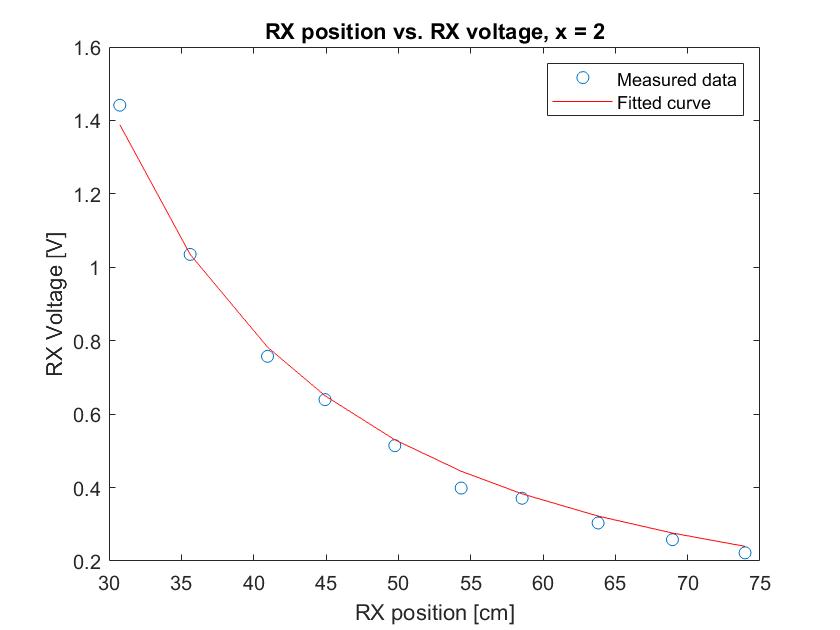 RX position vs. RX voltage, x = 2
1.6
1.4
1.2
1
0.8
0.6
0.4
0.2
RX Voltage [V]
Measured data
Fitted curve
30 35 40 45 50 55 60 65 70 75
RX position [cm]